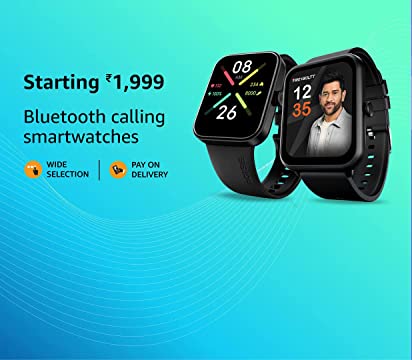 Starting ₹1,999
Bluetooth calling
smartwatches
WIDE
SELECTION
PAY ON
DELIVERY
08
26
12
35